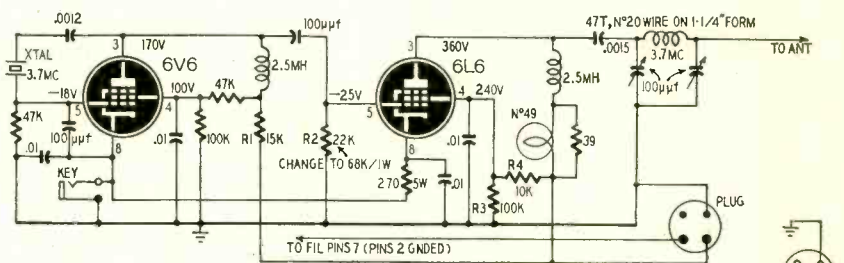 .0012
XTAL
3.7MC
47K
-18V
100μμf
.01
KEY
3
170V
6V6
5
4
8
100V
.01
47K
100K
2.5MH
R1
15K
100μμf
-25V
R2
22K
CHANGE TO 68K/1W
3
360V
6L6
5
4
8
240V
270
5W
.01
.01
R3
100K
R4
10K
2.5MH
Nº49
39
47T, Nº20 WIRE ON 1-1/4" FORM
.0015
3.7MC
100μμf
TO ANT
PLUG
TO FIL PINS 7 (PINS 2 GNDED)